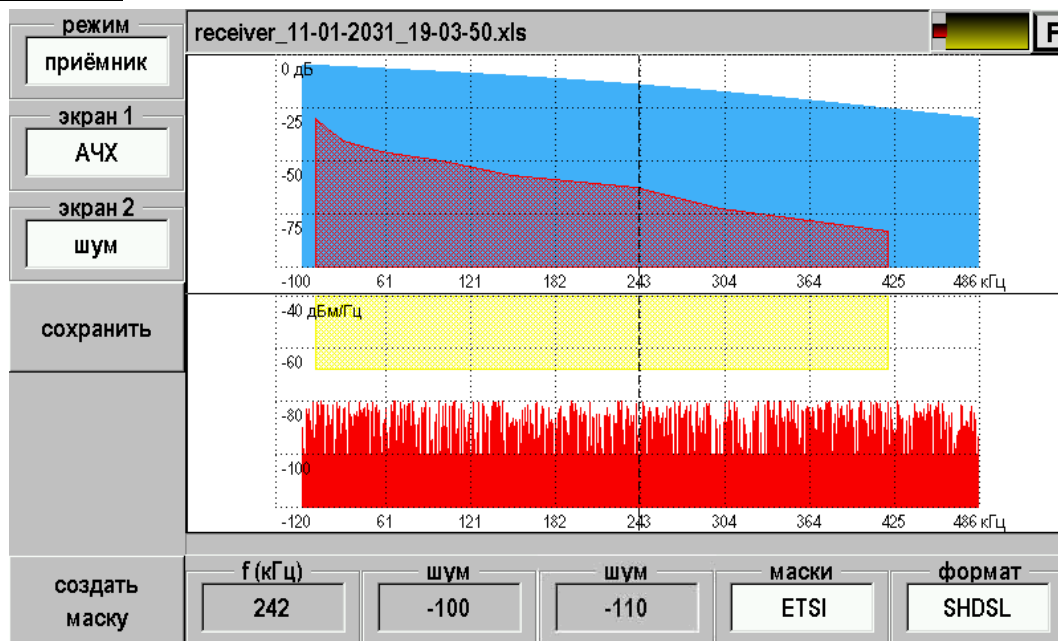 режим
приёмник
экран 1
АЧХ
экран 2
шум
сохранить
создать
маску
receiver_11-01-2031_19-03-50.xls
F
0 дБ
-25
-50
-75
-100 61 121 182 243 304 364 425 486 кГц
-40 дБм/Гц
-60
-80
-100
-120 61 121 182 243 304 364 425 486 кГц
f (кГц)
242
шум
-100
шум
-110
маски
ETSI
формат
SHDSL